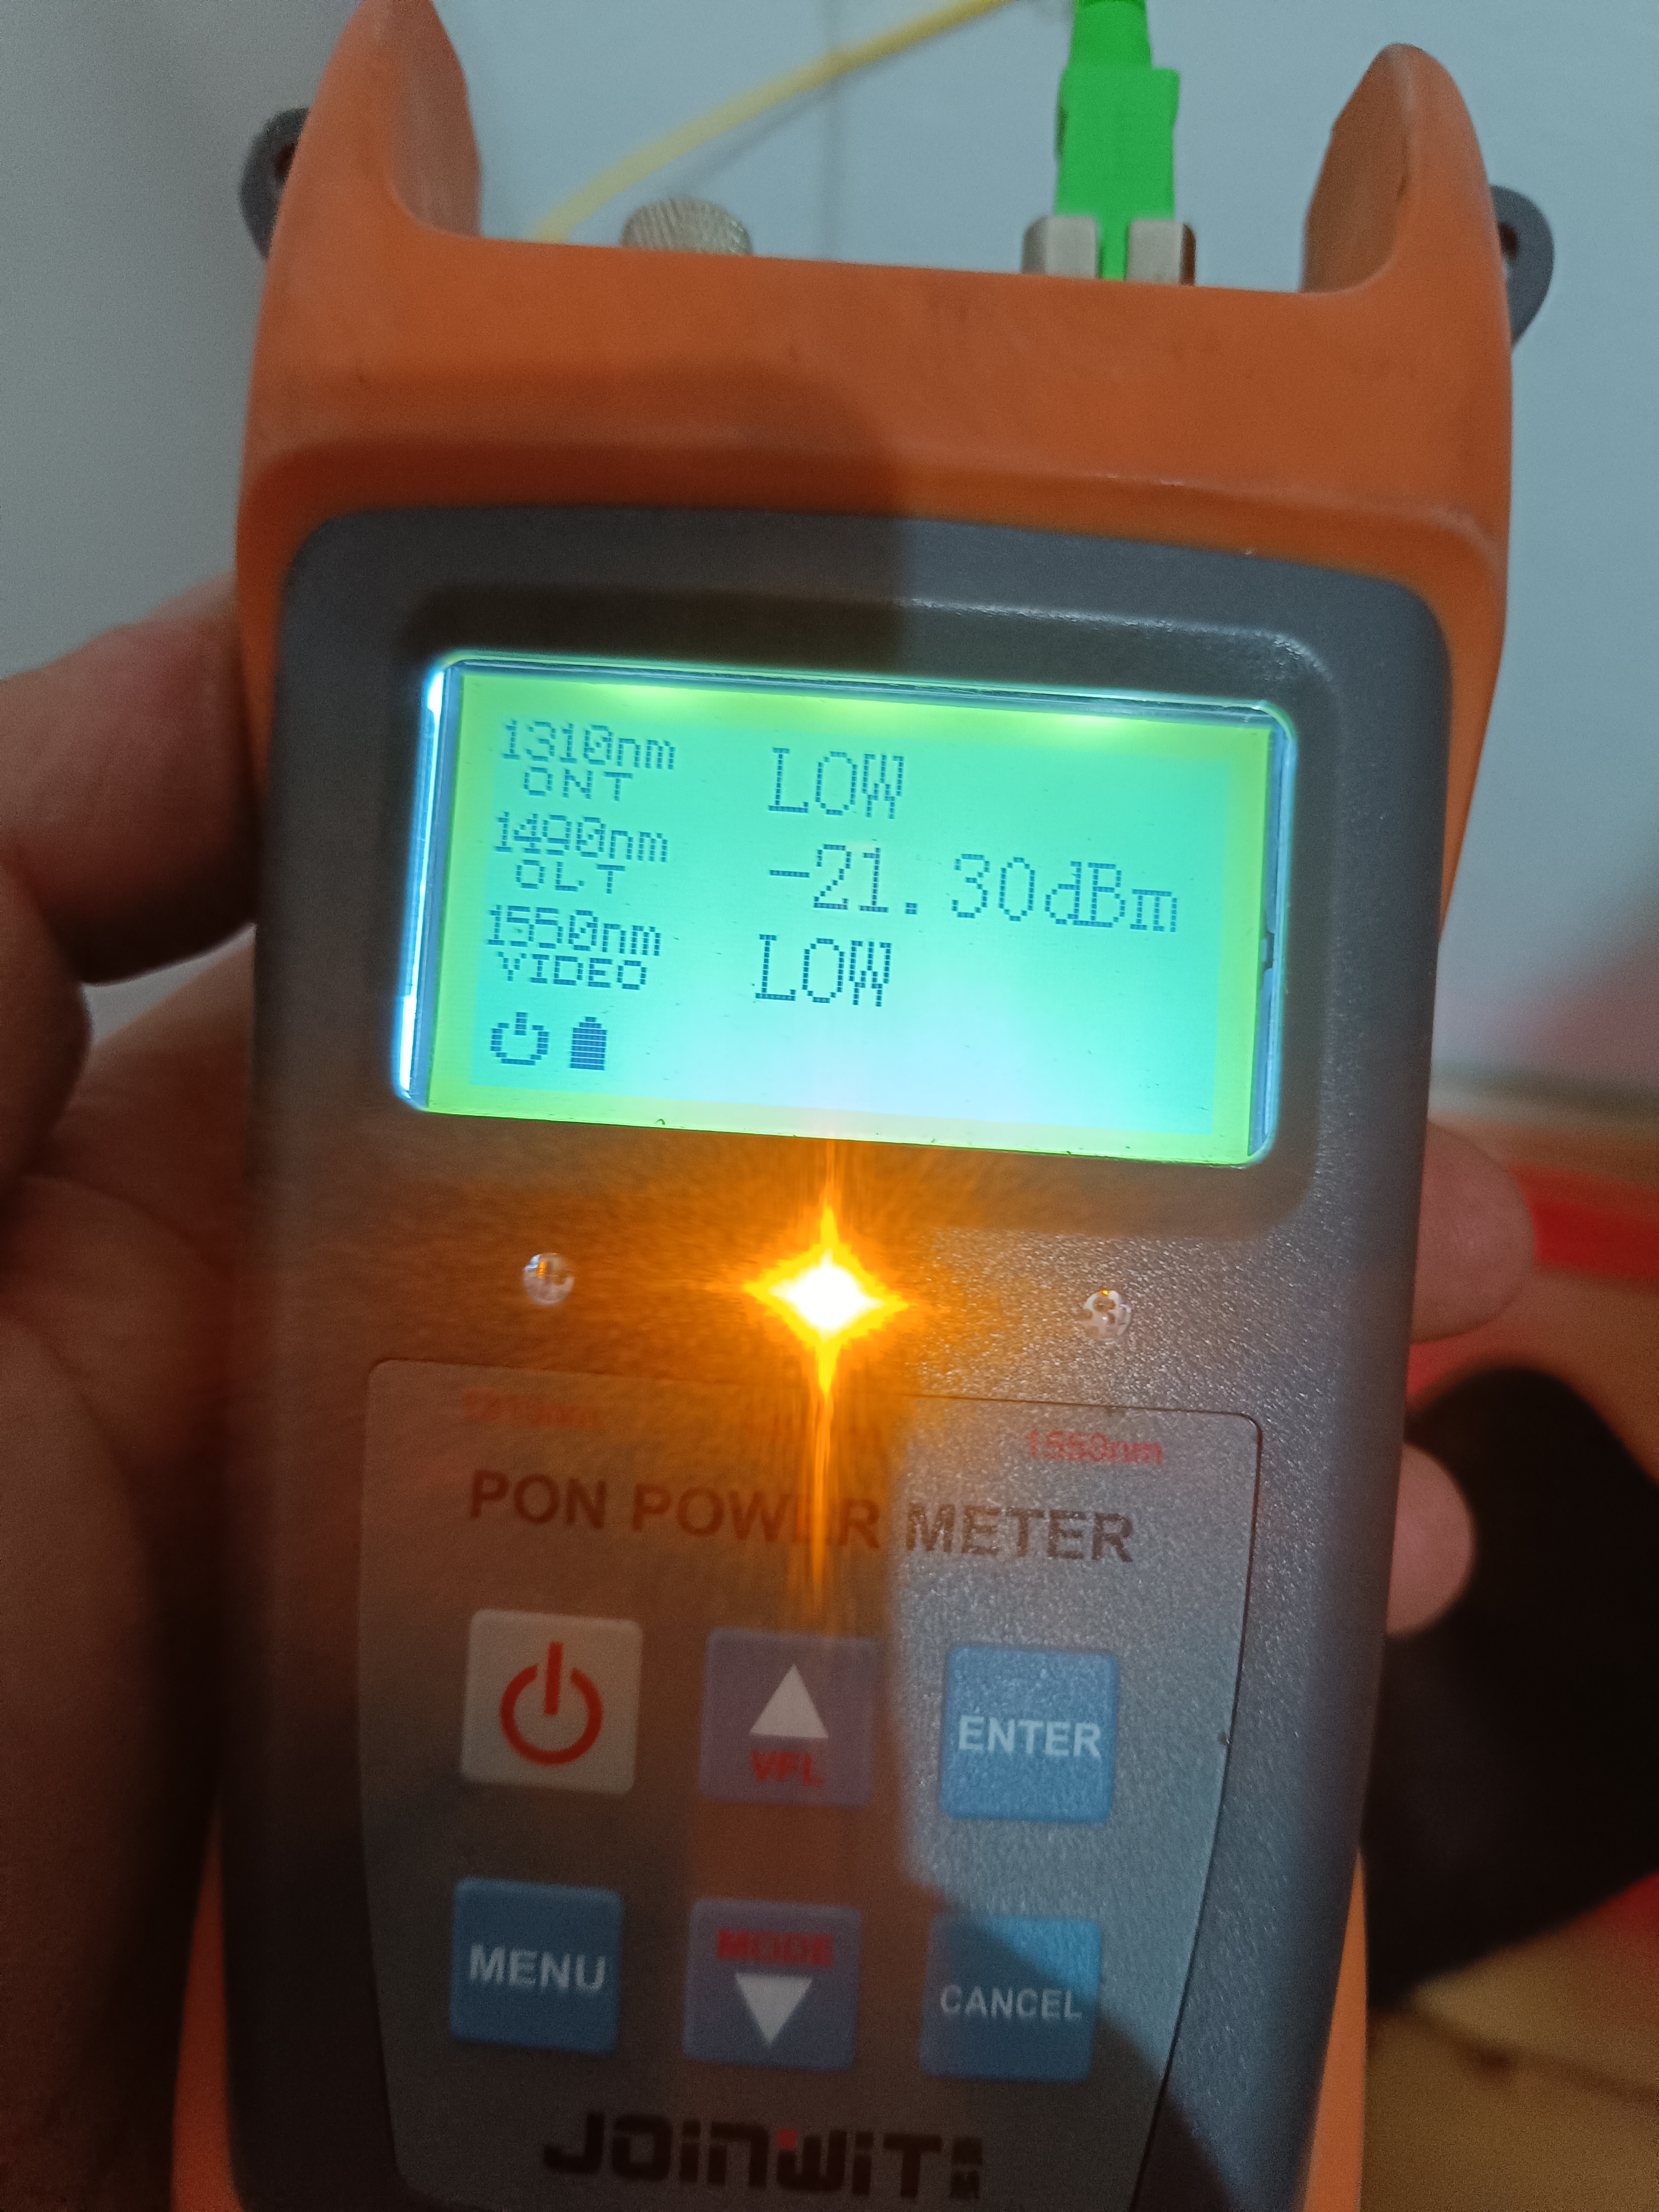 1310nm LOW
ONT
1490nm -21.30dBm
OLT
1550nm LOW
VIDEO
1550nm
PON POWER METER
VFL
ENTER
MENU
MODE
CANCEL
JOINWIT